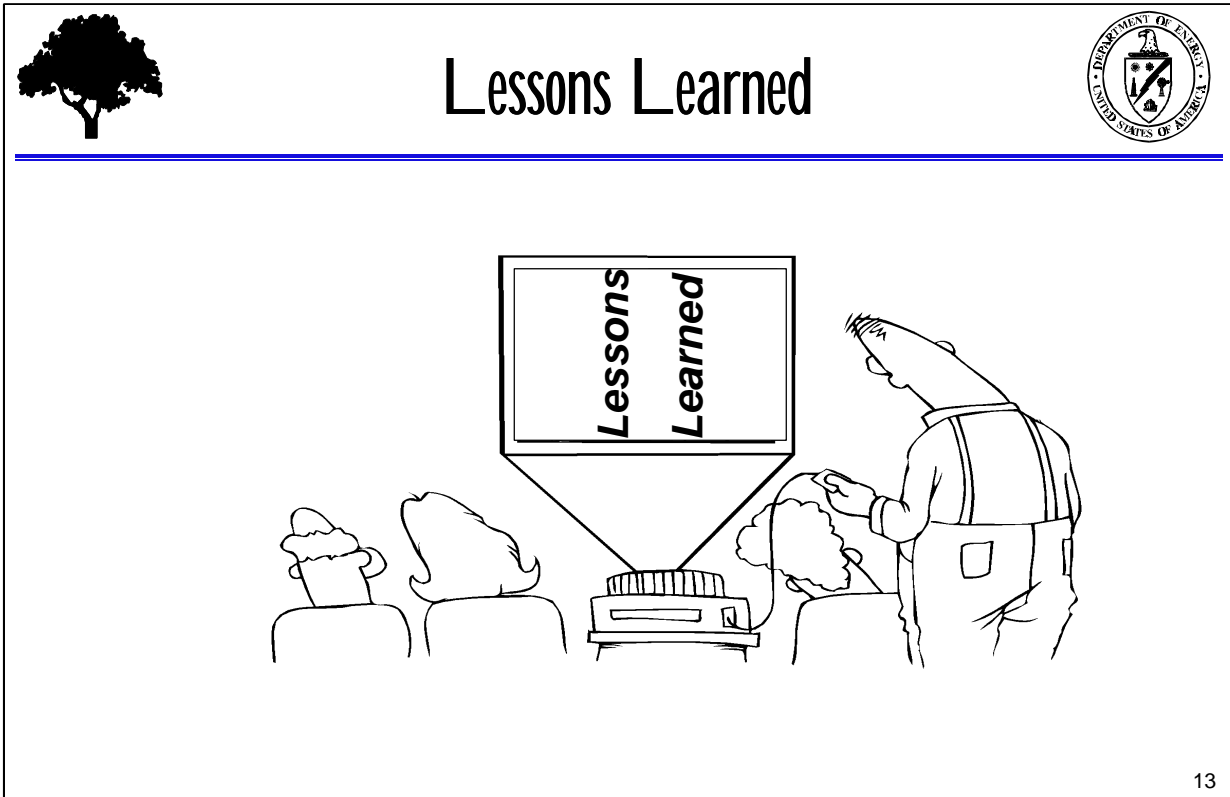 Lessons Learned
DEPARTMENT OF ENERGY
UNITED STATES OF AMERICA
Lessons
Learned
13